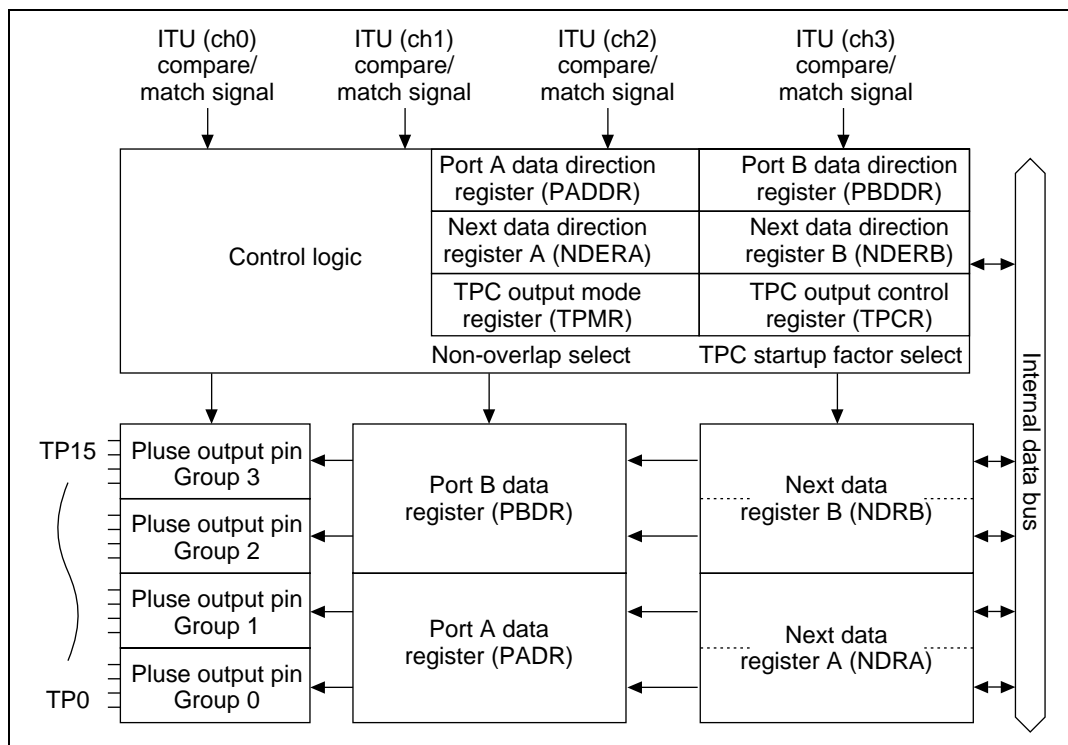 ITU (ch0)
compare/
match signal
ITU (ch1)
compare/
match signal
ITU (ch2)
compare/
match signal
ITU (ch3)
compare/
match signal
Control logic
Port A data direction
register (PADDR)
Port B data direction
register (PBDDR)
Next data direction
register A (NDERA)
Next data direction
register B (NDERB)
TPC output mode
register (TPMR)
TPC output control
register (TPCR)
Non-overlap select
TPC startup factor select
Internal data bus
TP15
TP0
Pluse output pin
Group 3
Pluse output pin
Group 2
Pluse output pin
Group 1
Pluse output pin
Group 0
Port B data
register (PBDR)
Port A data
register (PADR)
Next data
register B (NDRB)
Next data
register A (NDRA)